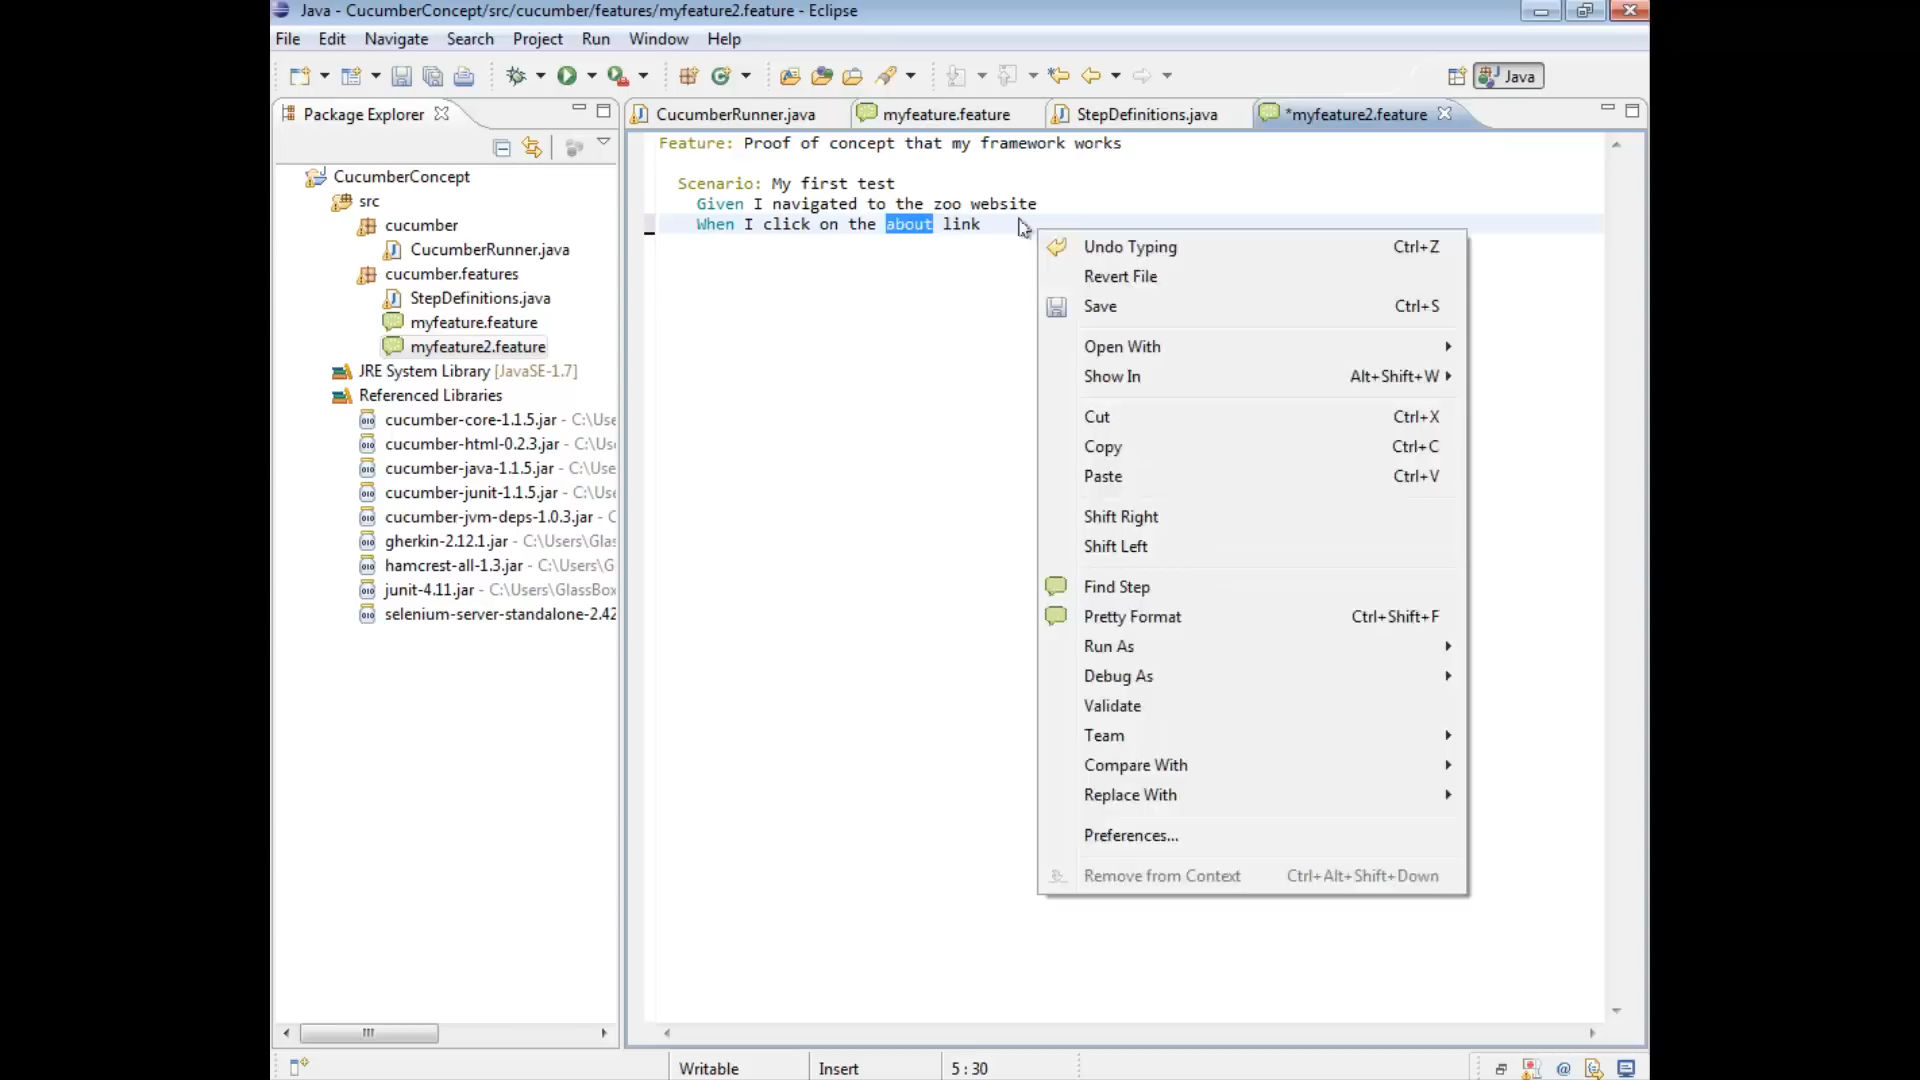 Java - CucumberConcept/src/cucumber/features/myfeature2.feature - Eclipse
File Edit Navigate Search Project Run Window Help
Java
Package Explorer
CucumberRunner.java myfeature.feature StepDefinitions.java *myfeature2.feature
CucumberConcept
src
cucumber
CucumberRunner.java
cucumber.features
StepDefinitions.java
myfeature.feature
myfeature2.feature
JRE System Library [JavaSE-1.7]
Referenced Libraries
cucumber-core-1.1.5.jar - C:\Use
cucumber-html-0.2.3.jar - C:\Us
cucumber-java-1.1.5.jar - C:\Use
cucumber-junit-1.1.5.jar - C:\Us
cucumber-jvm-deps-1.0.3.jar - C
gherkin-2.12.1.jar - C:\Users\Glas
hamcrest-all-1.3.jar - C:\Users\G
junit-4.11.jar - C:\Users\GlassBox
selenium-server-standalone-2.42
Feature: Proof of concept that my framework works
Scenario: My first test
Given I navigated to the zoo website
When I click on the about link
Undo Typing Ctrl+Z
Revert File
Save Ctrl+S
Open With
Show In Alt+Shift+W
Cut Ctrl+X
Copy Ctrl+C
Paste Ctrl+V
Shift Right
Shift Left
Find Step
Pretty Format Ctrl+Shift+F
Run As
Debug As
Validate
Team
Compare With
Replace With
Preferences...
Remove from Context Ctrl+Alt+Shift+Down
Writable Insert 5 : 30